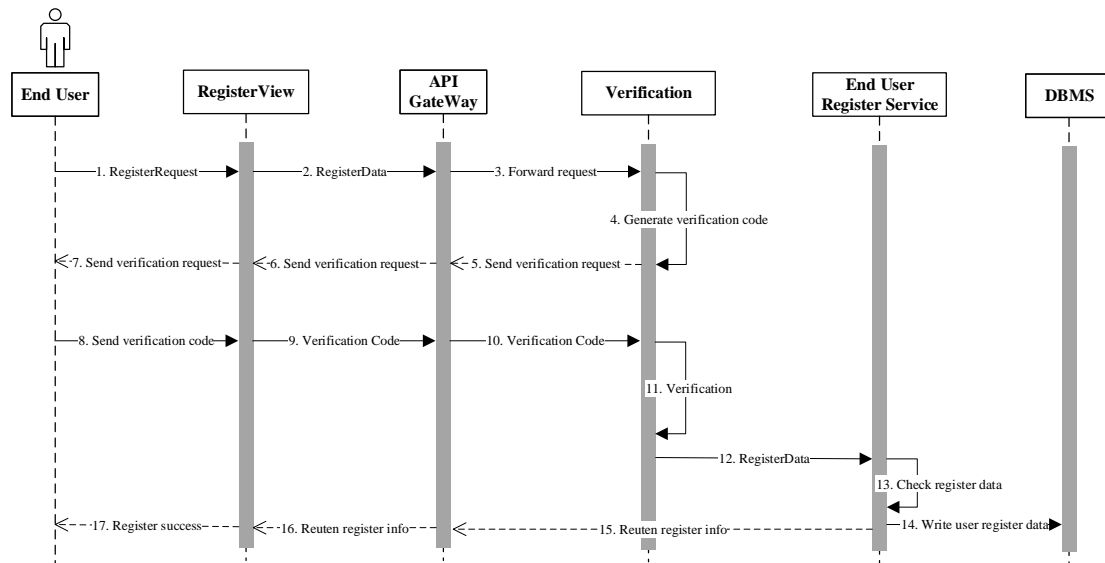 End User
RegisterView
API
GateWay
Verification
End User
Register Service
DBMS
1. RegisterRequest
2. RegisterData
3. Forward request
4. Generate verification code
7. Send verification request
6. Send verification request
5. Send verification request
8. Send verification code
9. Verification Code
10. Verification Code
11. Verification
12. RegisterData
13. Check register data
17. Register success
16. Reuten register info
15. Reuten register info
14. Write user register data